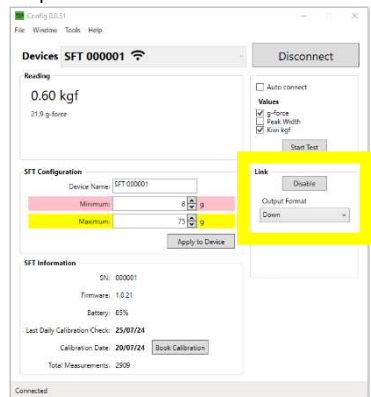 Config 0.0.31
File Window Tools Help
Devices SFT 000001
Disconnect
Reading
0.60 kgf
21.9 g-force
Auto connect
Values
g-force
Peak Width
Kiwi kgf
Start Test
SFT Configuration
Device Name: SFT 000001
Minimum: 8 g
Maximum: 75 g
Apply to Device
Link
Disable
Output Format
Down
SFT Information
SN: 000001
Firmware: 1.0.21
Battery: 85%
Last Daily Calibration Check: 25/07/24
Calibration Date: 20/07/24 Book Calibration
Total Measurements: 2909
Connected